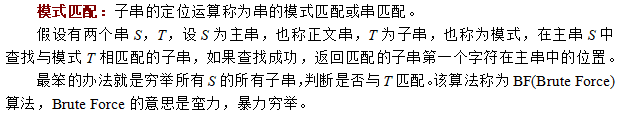 模式匹配：子串的定位运算称为串的模式匹配或串匹配。
假设有两个串 S，T，设 S 为主串，也称正文串，T 为子串，也称为模式，在主串 S 中
查找与模式 T 相匹配的子串，如果查找成功，返回匹配的子串第一个字符在主串中的位置。
最笨的办法就是穷举所有 S 的所有子串，判断是否与 T 匹配。该算法称为 BF(Brute Force)
算法，Brute Force 的意思是蛮力，暴力穷举。